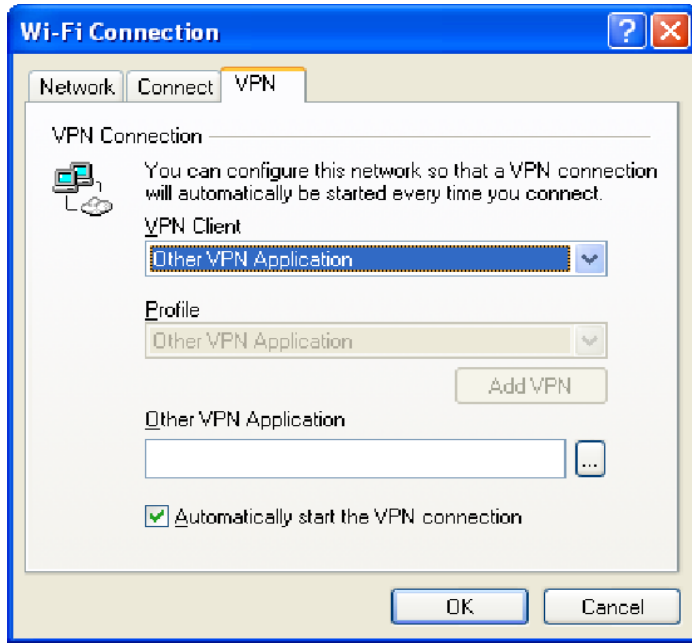 Wi-Fi Connection
Network Connect VPN
VPN Connection
You can configure this network so that a VPN connection
will automatically be started every time you connect.
VPN Client
Other VPN Application
Profile
Other VPN Application
Add VPN
Other VPN Application
...
Automatically start the VPN connection
OK Cancel